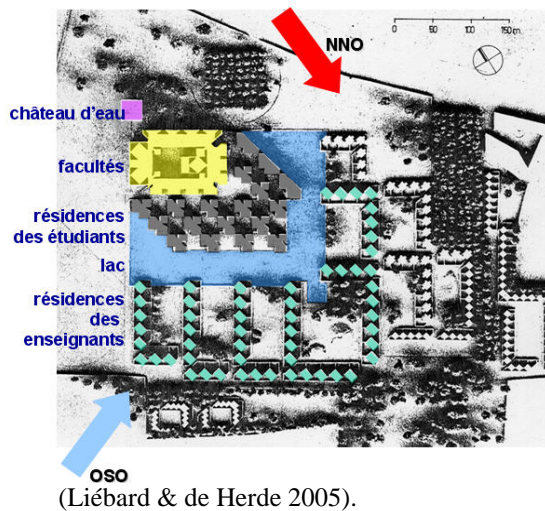 NNO
0 50 100 150 m.
château d'eau
facultés
résidences
des étudiants
lac
résidences
des
enseignants
OSO
(Liébard & de Herde 2005).